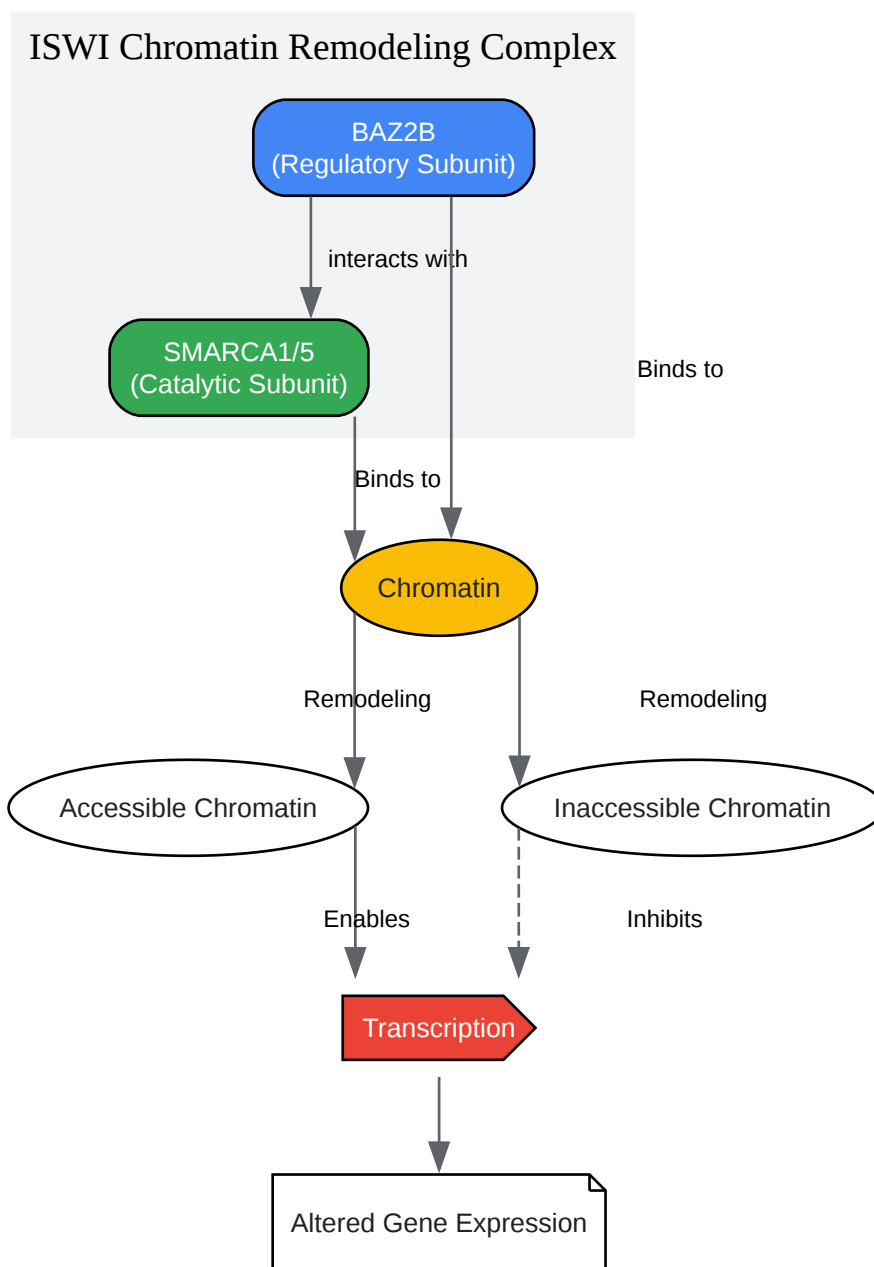 ISWI Chromatin Remodeling Complex
BAZ2B
(Regulatory Subunit)
interacts with
SMARCA1/5
(Catalytic Subunit)
Binds to
Binds to
Chromatin
Remodeling
Remodeling
Accessible Chromatin
Inaccessible Chromatin
Enables
Inhibits
Transcription
Altered Gene Expression